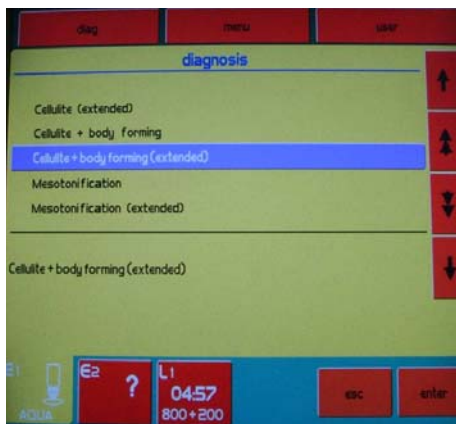 diag menu user
diagnosis
Cellulite (extended)
Cellulite + body forming
Cellulite + body forming (extended)
Mesotonification
Mesotonification (extended)
Cellulite + body forming (extended)
E1 E2 ? L1
04:57
AQUA 800+200
esc enter